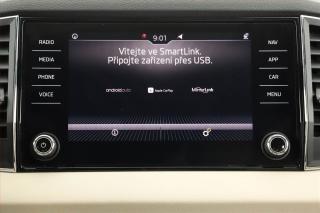 9:01
RADIO
MEDIA
PHONE
VOICE
Vítejte ve SmartLink.
Připojte zařízení přes USB.
androidauto
Apple CarPlay
MirrorLink
NAV
APP
CAR
MENU